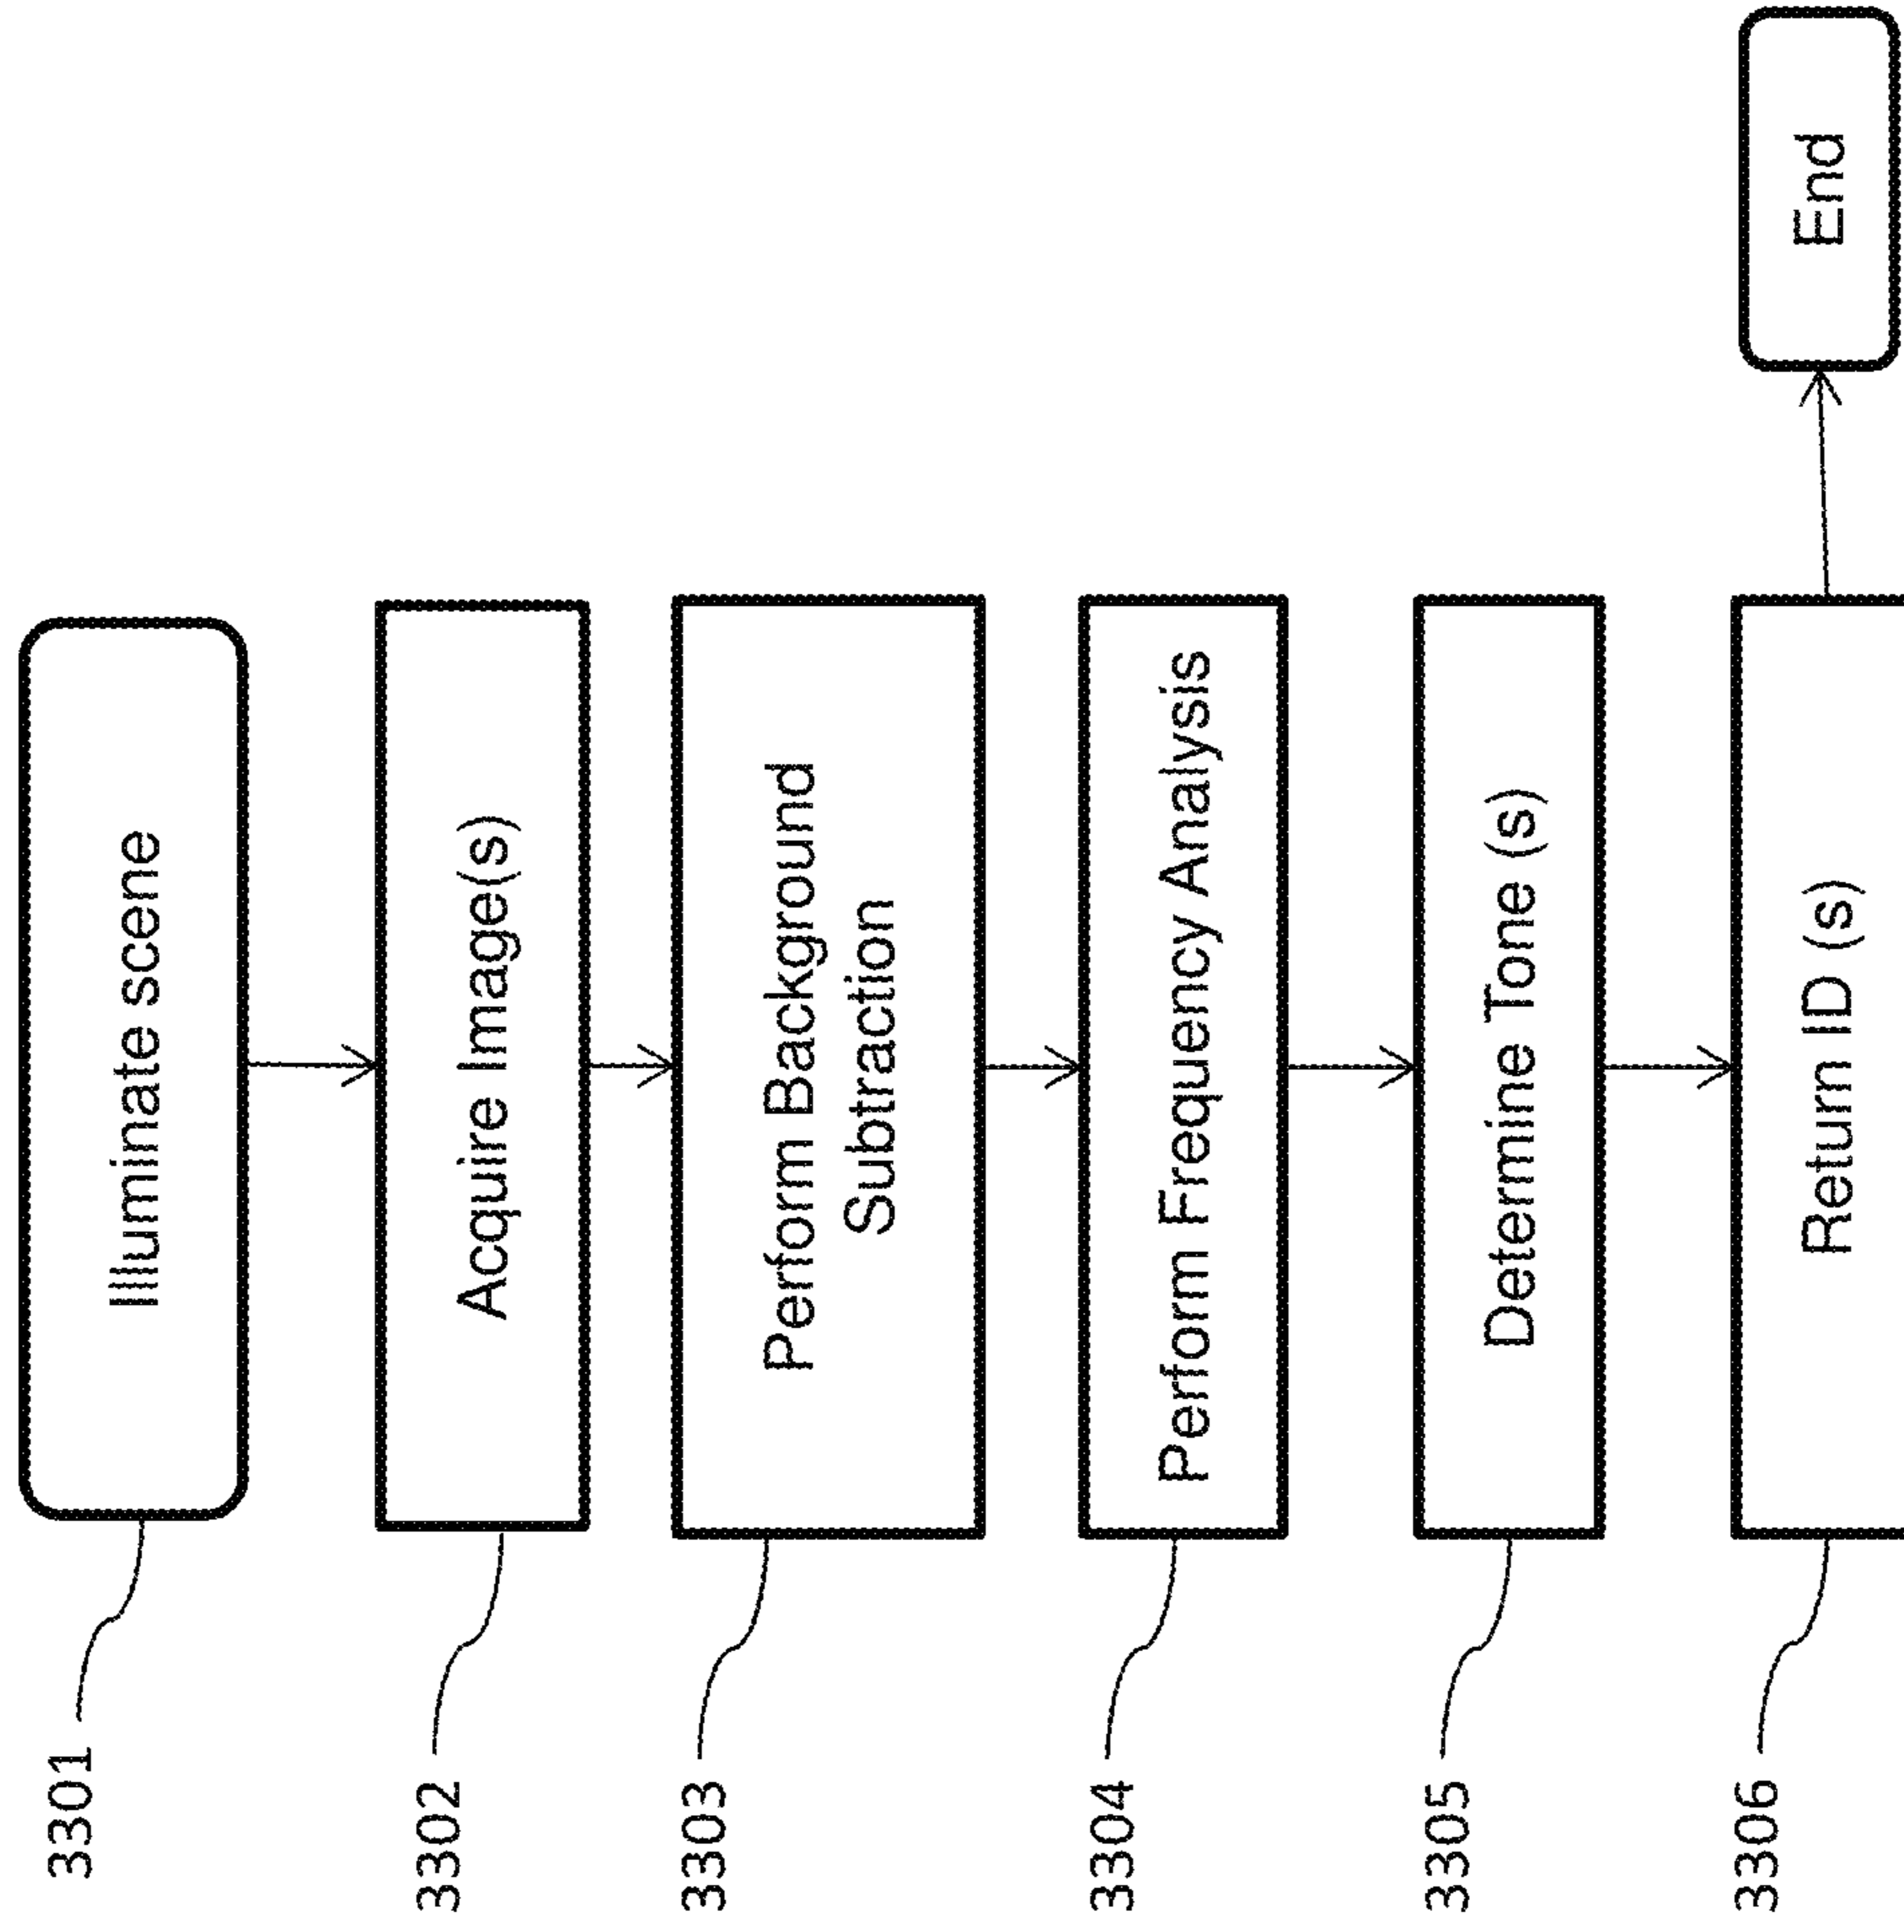 3301
Illuminate scene
3302
Acquire Image(s)
3303
Perform Background
Subtraction
3304
Perform Frequency Analysis
3305
Determine Tone (s)
3306
Return ID (s)
End